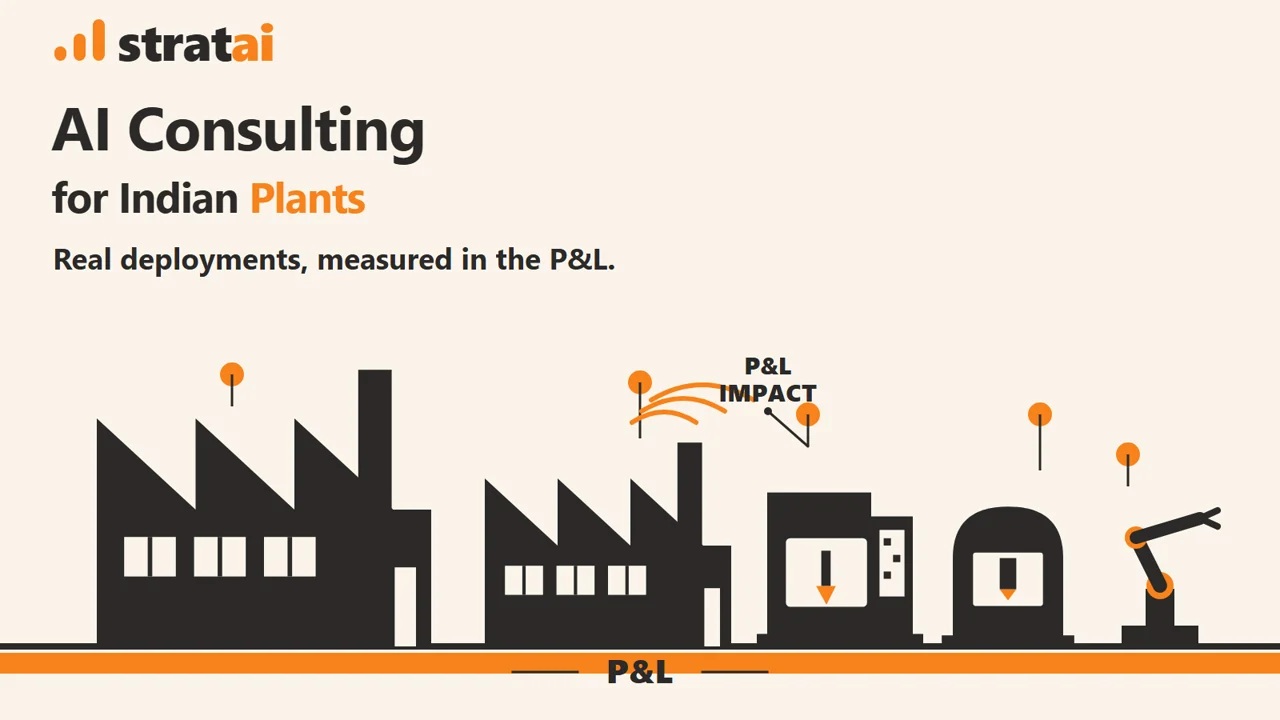 stratai
AI Consulting
for Indian Plants
Real deployments, measured in the P&L.
P&L
IMPACT
P&L